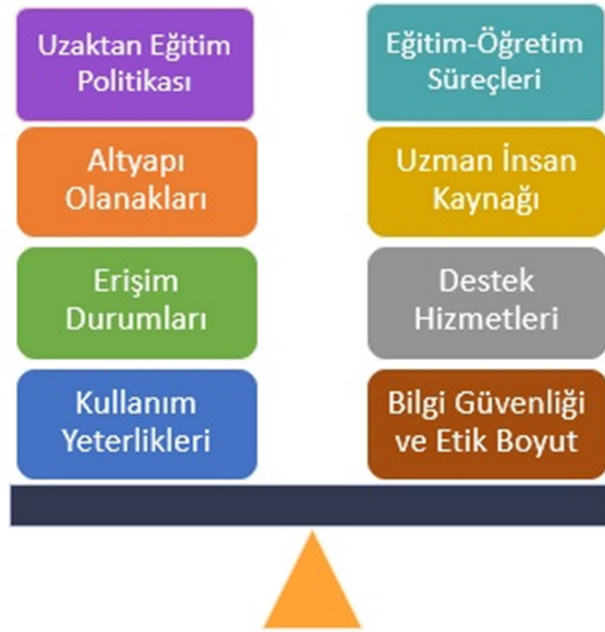 Uzaktan Eğitim
Politikası
Eğitim-Öğretim
Süreçleri
Altyapı
Olanakları
Uzman İnsan
Kaynağı
Erişim
Durumları
Destek
Hizmetleri
Kullanım
Yeterlikleri
Bilgi Güvenliği
ve Etik Boyut